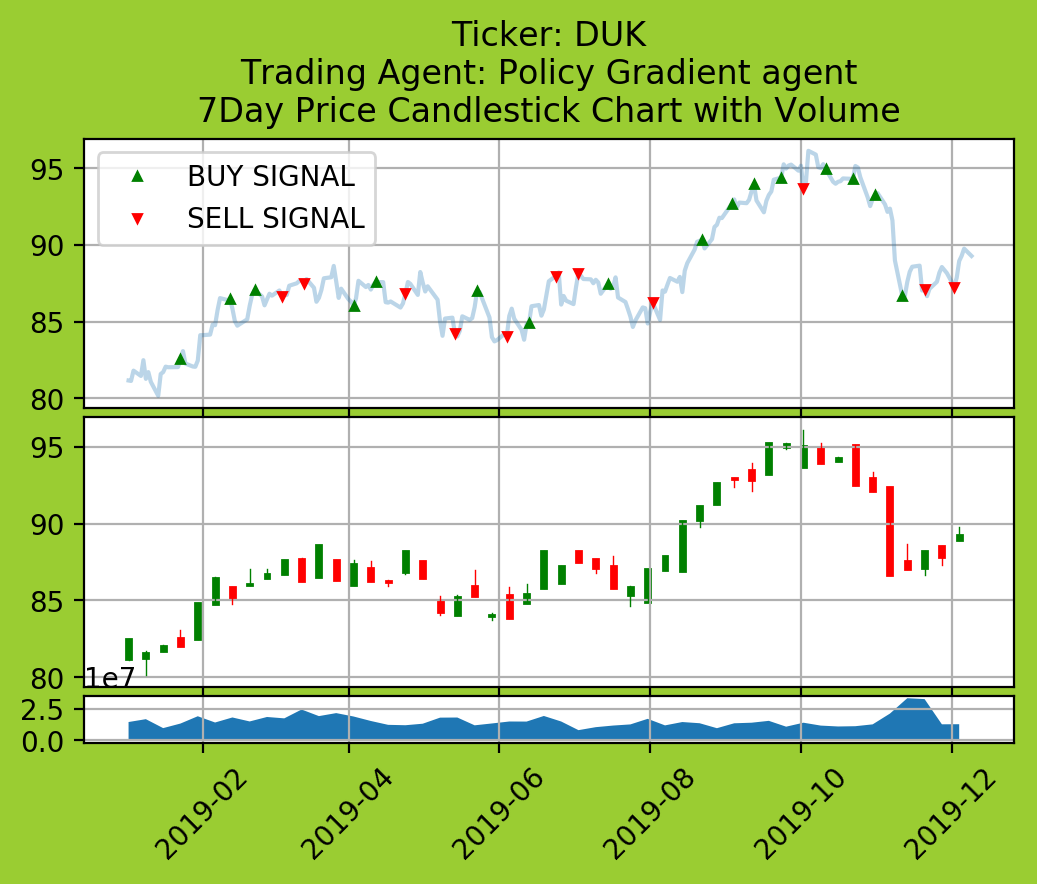 Ticker: DUK
Trading Agent: Policy Gradient agent
7Day Price Candlestick Chart with Volume
BUY SIGNAL
SELL SIGNAL
95
90
85
80
95
90
85
80
1e7
2.5
0.0
2019-02
2019-04
2019-06
2019-08
2019-10
2019-12